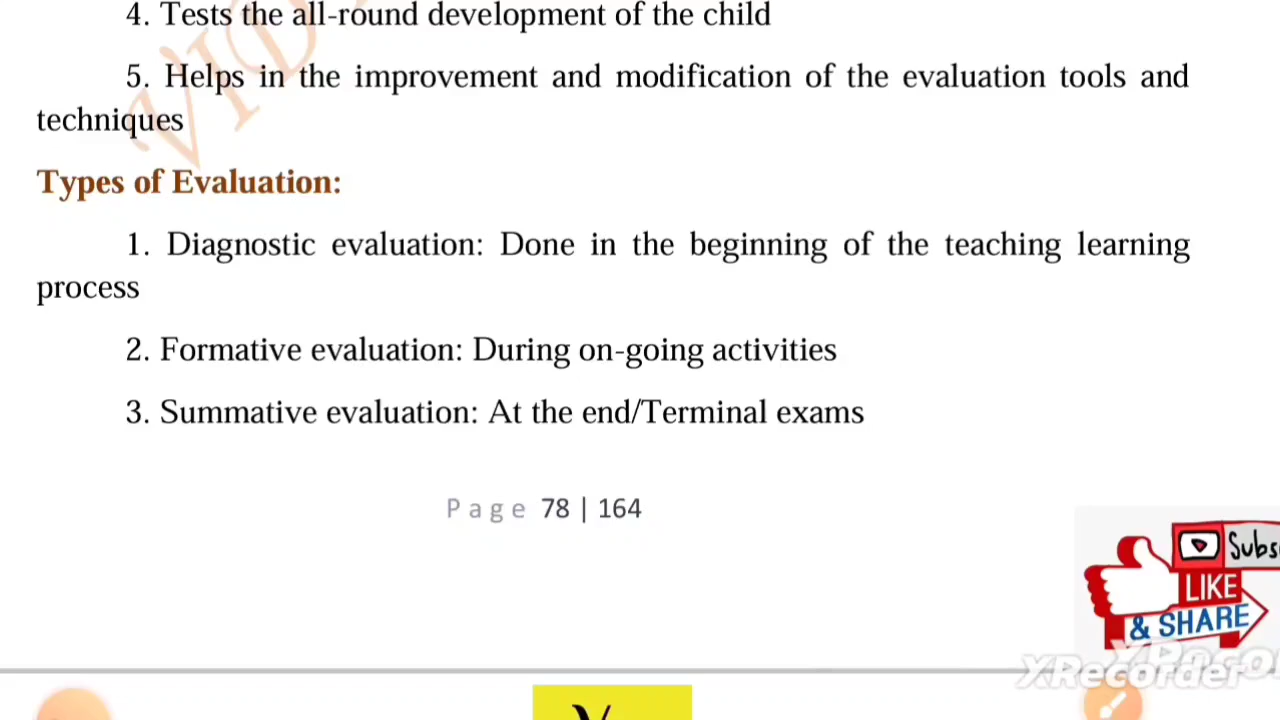 4. Tests the all-round development of the child
5. Helps in the improvement and modification of the evaluation tools and
techniques
Types of Evaluation:
1. Diagnostic evaluation: Done in the beginning of the teaching learning
process
2. Formative evaluation: During on-going activities
3. Summative evaluation: At the end/Terminal exams
Page 78 | 164
LIKE
& SHARE
XRecorder